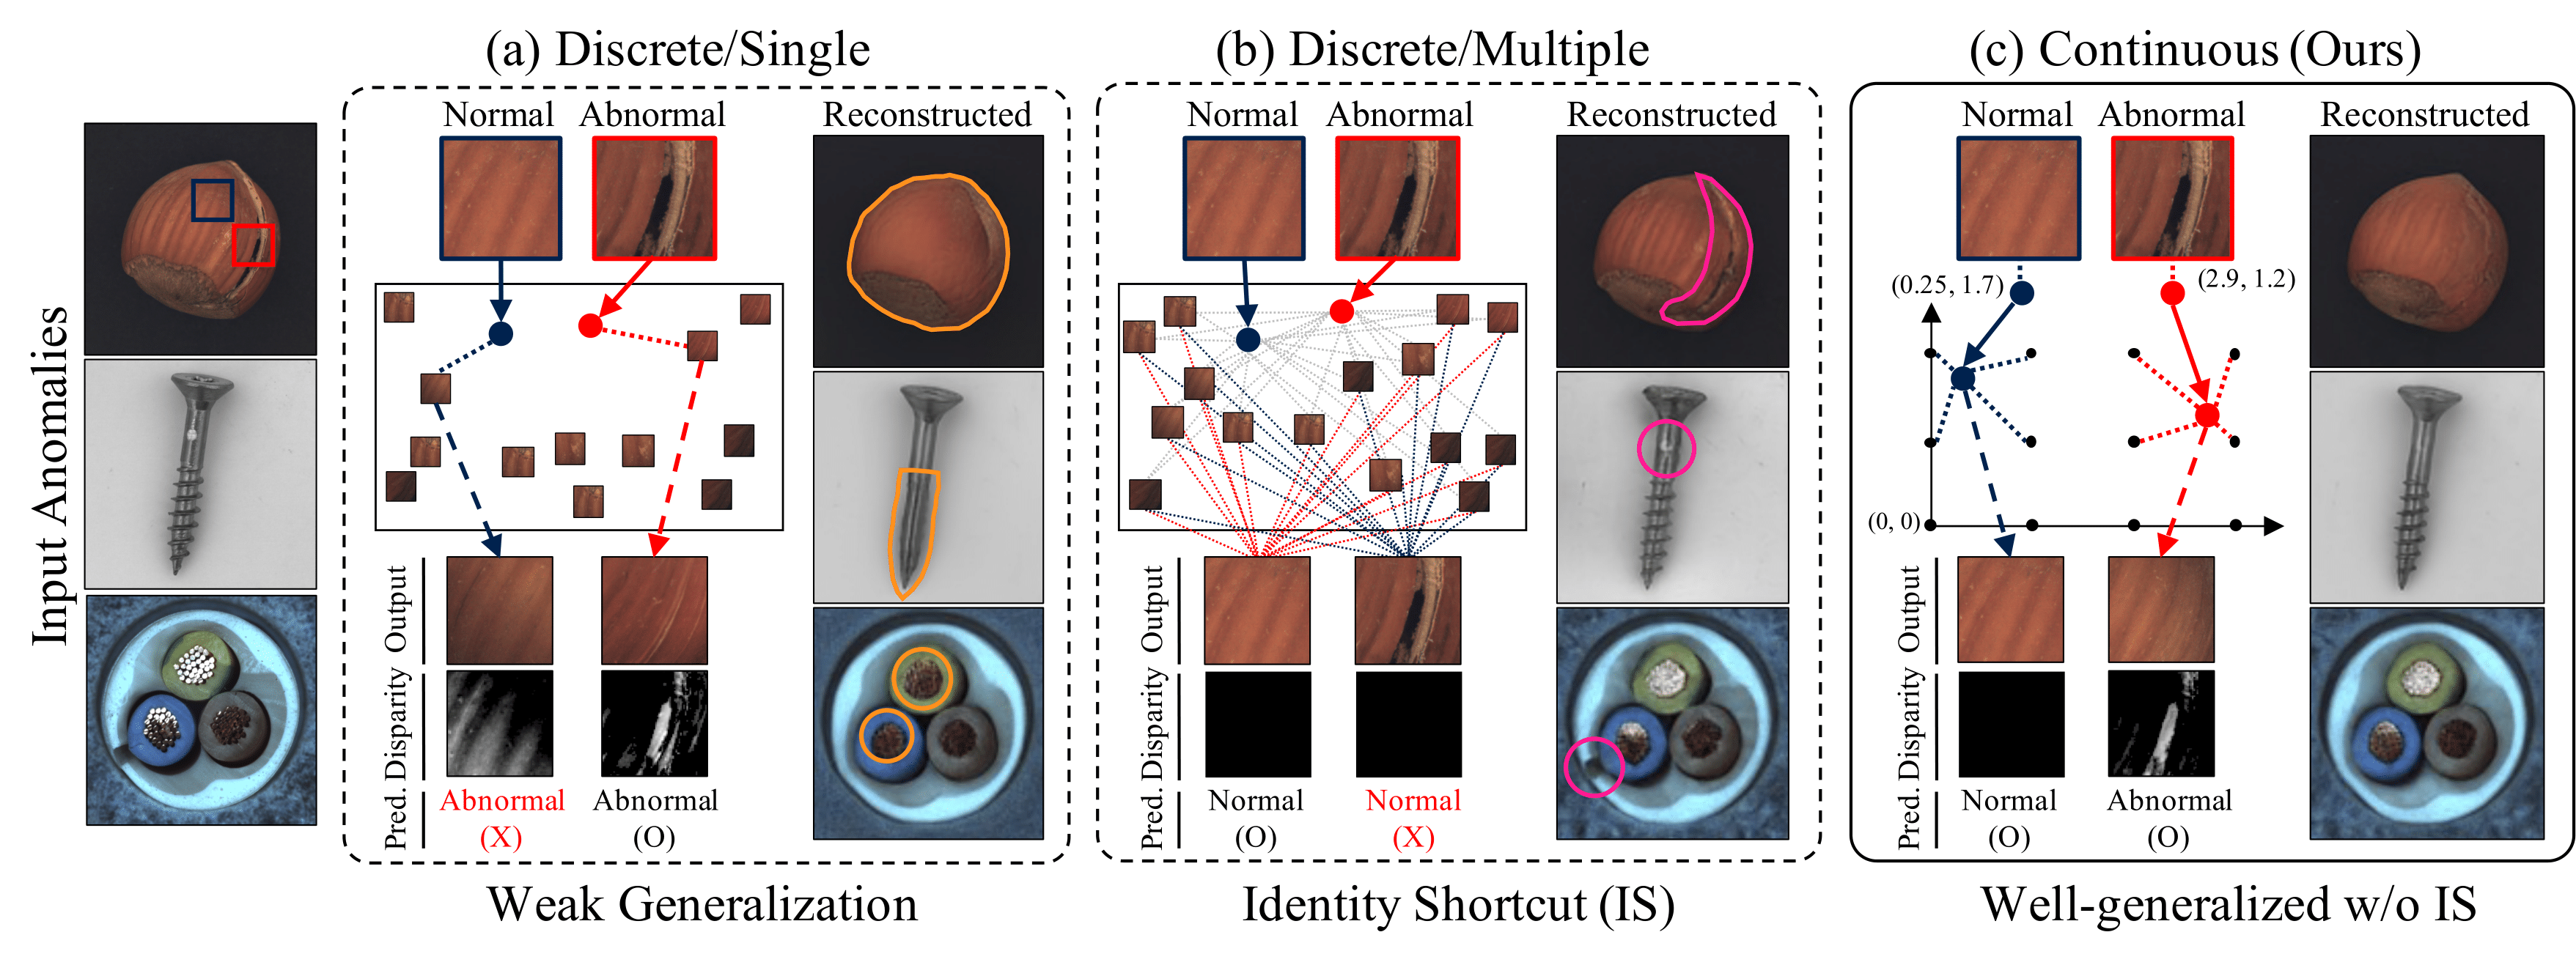 Input Anomalies
(a) Discrete/Single
Normal
Abnormal
Reconstructed
Output
Disparity
Pred.
Abnormal
(X)
Abnormal
(O)
Weak Generalization
(b) Discrete/Multiple
Normal
Abnormal
Reconstructed
Output
Disparity
Pred.
Normal
(O)
Normal
(X)
Identity Shortcut (IS)
(c) Continuous (Ours)
Normal
Abnormal
Reconstructed
(0.25, 1.7)
(2.9, 1.2)
(0, 0)
Output
Disparity
Pred.
Normal
(O)
Abnormal
(O)
Well-generalized w/o IS